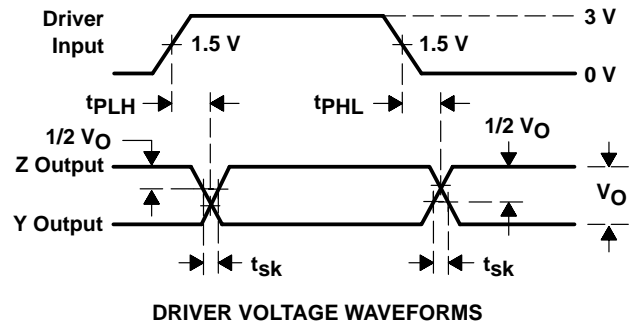 Driver
Input
1.5 V
1.5 V
3 V
0 V
tPLH
tPHL
1/2 VO
1/2 VO
Z Output
Y Output
VO
tsk
tsk
DRIVER VOLTAGE WAVEFORMS